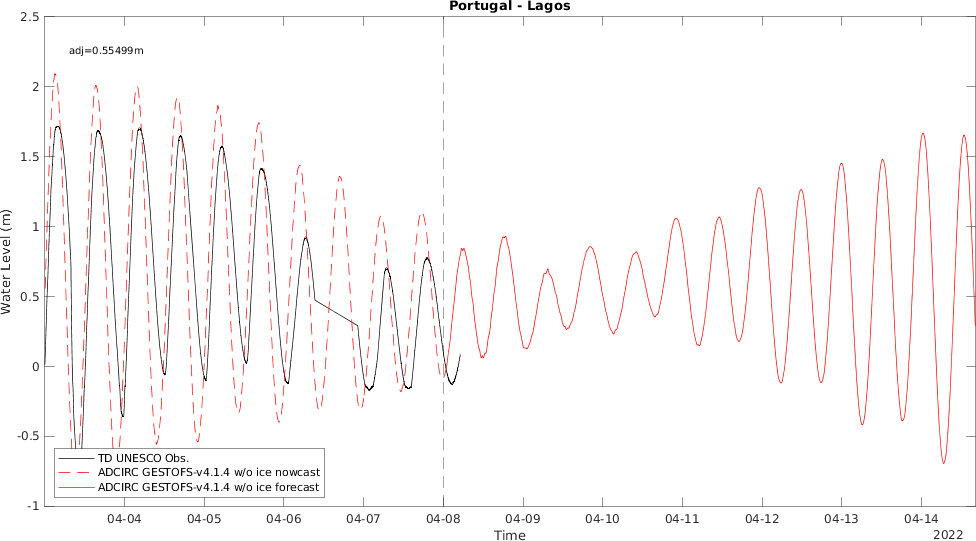 Portugal - Lagos
2.5
adj=0.55499m
2
1.5
1
0.5
0
-0.5
-1
Water Level (m)
TD UNESCO Obs.
ADCIRC GESTOFS-v4.1.4 w/o ice nowcast
ADCIRC GESTOFS-v4.1.4 w/o ice forecast
04-04 04-05 04-06 04-07 04-08 04-09 04-10 04-11 04-12 04-13 04-14
Time
2022